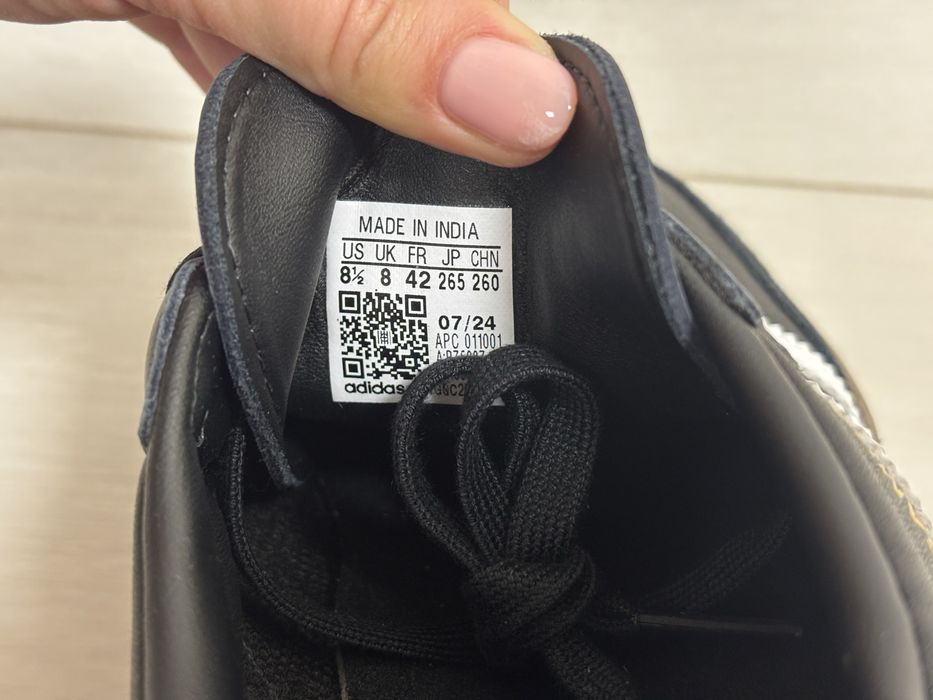 MADE IN INDIA
US UK FR JP CHN
8½ 8 42 265 260
07/24
APC 011001
adidas